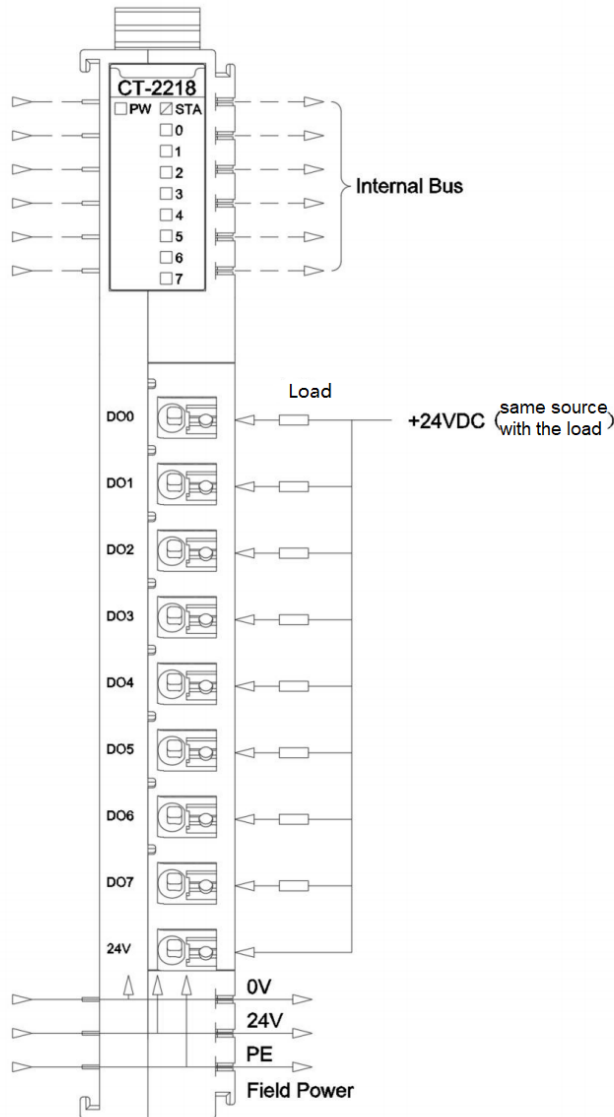 CT-2218
PW STA
0
1
2
3
4
5
6
7
Internal Bus
Load
DO0
+24VDC (same source
with the load)
DO1
DO2
DO3
DO4
DO5
DO6
DO7
24V
0V
24V
PE
Field Power